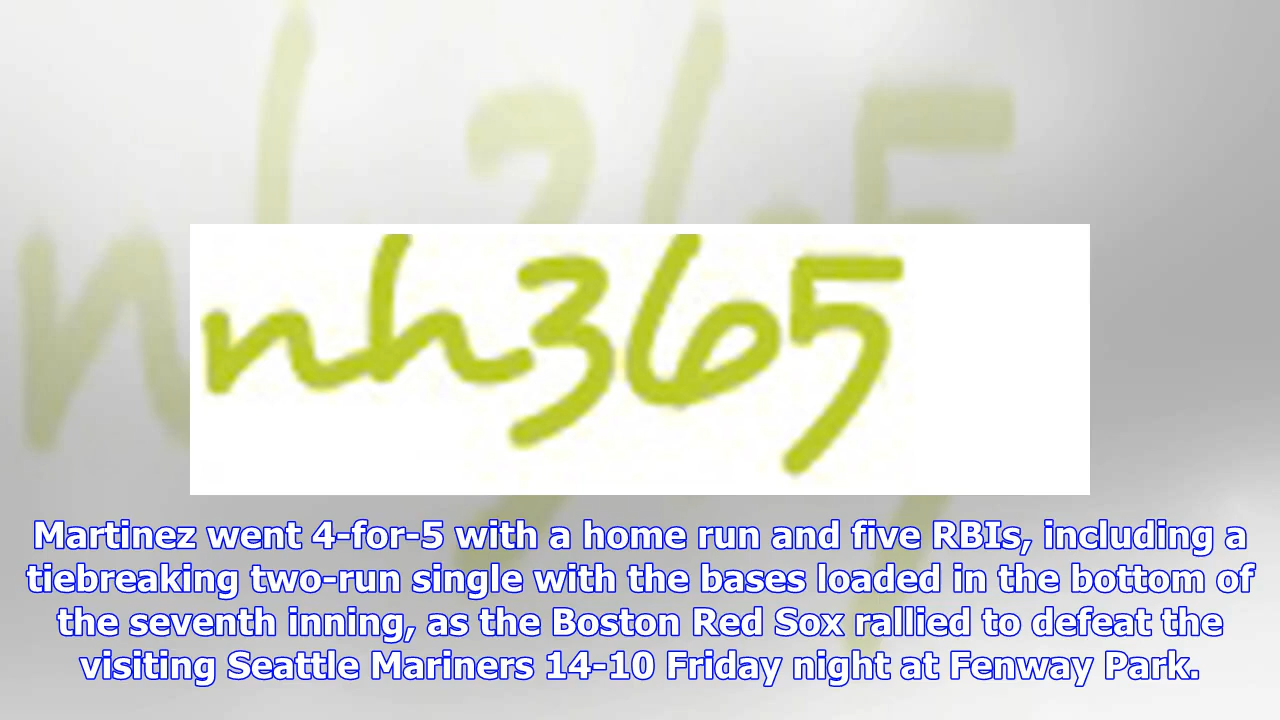 nh365
Martinez went 4-for-5 with a home run and five RBIs, including a
tiebreaking two-run single with the bases loaded in the bottom of
the seventh inning, as the Boston Red Sox rallied to defeat the
visiting Seattle Mariners 14-10 Friday night at Fenway Park.